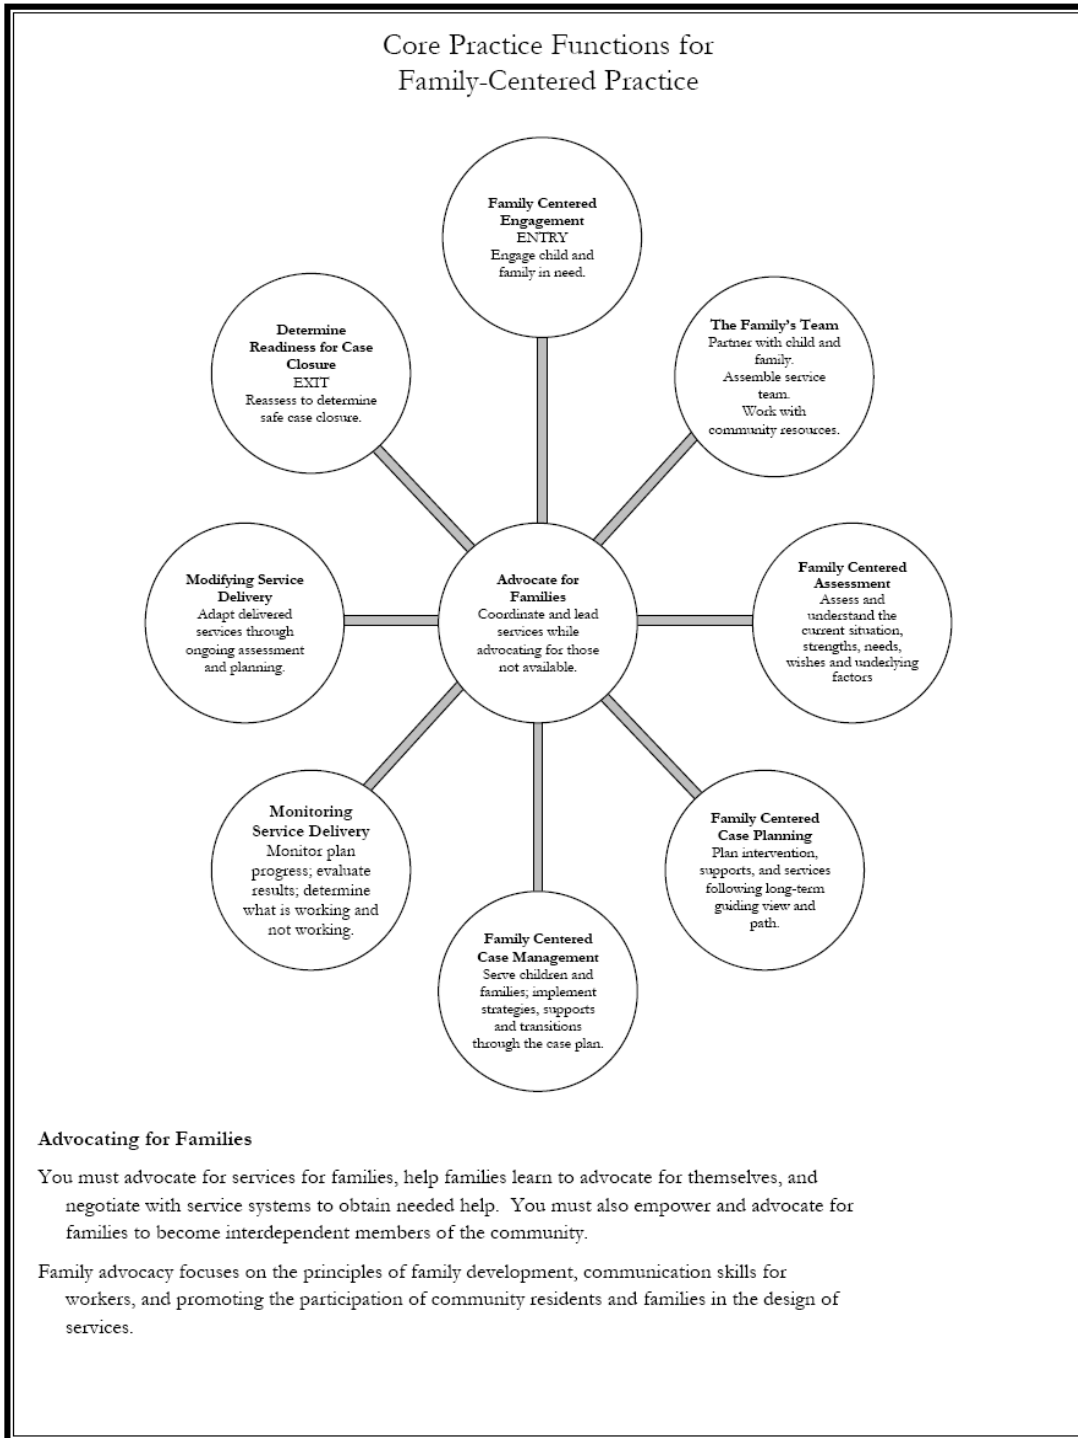 Core Practice Functions for
Family-Centered Practice
Family Centered
Engagement
ENTRY
Engage child and
family in need.
The Family's Team
Partner with child and
family.
Assemble service
team.
Work with
community resources.
Family Centered
Assessment
Assess and
understand the
current situation,
strengths, needs,
wishes and underlying
factors
Family Centered
Case Planning
Plan intervention,
supports, and services
following long-term
guiding view and
path.
Family Centered
Case Management
Serve children and
families; implement
strategies, supports
and transitions
through the case plan.
Monitoring
Service Delivery
Monitor plan
progress; evaluate
results; determine
what is working and
not working.
Modifying Service
Delivery
Adapt delivered
services through
ongoing assessment
and planning.
Determine
Readiness for Case
Closure
EXIT
Reassess to determine
safe case closure.
Advocate for
Families
Coordinate and lead
services while
advocating for those
not available.
Advocating for Families
You must advocate for services for families, help families learn to advocate for themselves, and
negotiate with service systems to obtain needed help.  You must also empower and advocate for
families to become interdependent members of the community.
Family advocacy focuses on the principles of family development, communication skills for
workers, and promoting the participation of community residents and families in the design of
services.